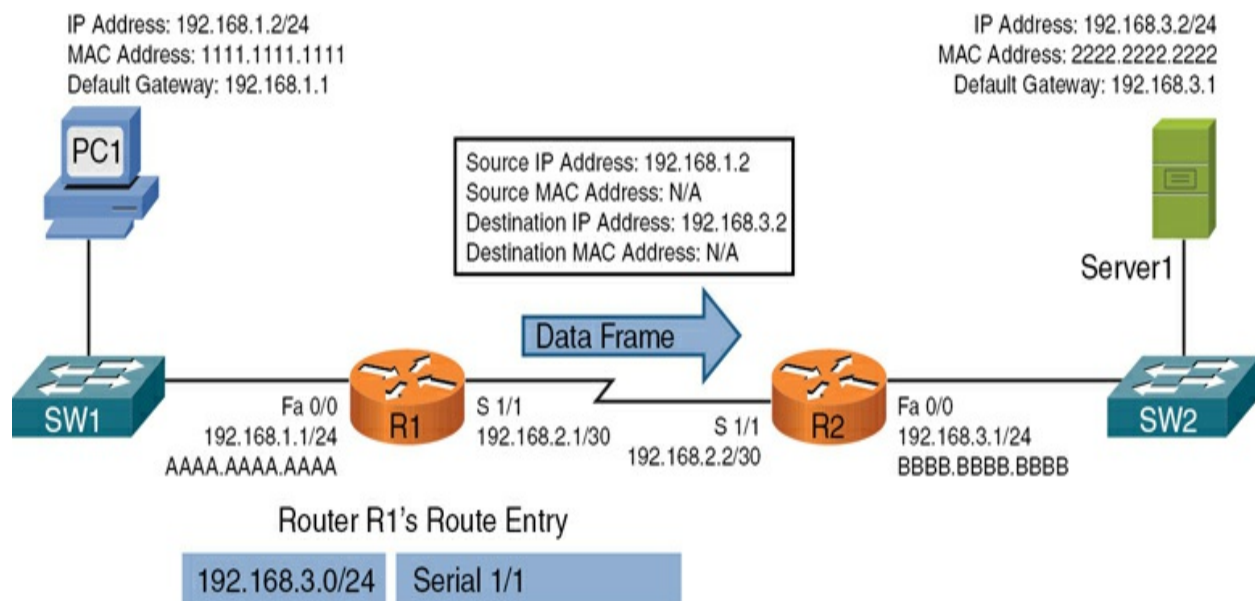 IP Address: 192.168.1.2/24
MAC Address: 1111.1111.1111
Default Gateway: 192.168.1.1
IP Address: 192.168.3.2/24
MAC Address: 2222.2222.2222
Default Gateway: 192.168.3.1
PC1
Source IP Address: 192.168.1.2
Source MAC Address: N/A
Destination IP Address: 192.168.3.2
Destination MAC Address: N/A
Server1
Data Frame
SW1
Fa 0/0
192.168.1.1/24
AAAA.AAAA.AAAA
R1
S 1/1
192.168.2.1/30
S 1/1
192.168.2.2/30
R2
Fa 0/0
192.168.3.1/24
BBBB.BBBB.BBBB
SW2
Router R1's Route Entry
192.168.3.0/24
Serial 1/1